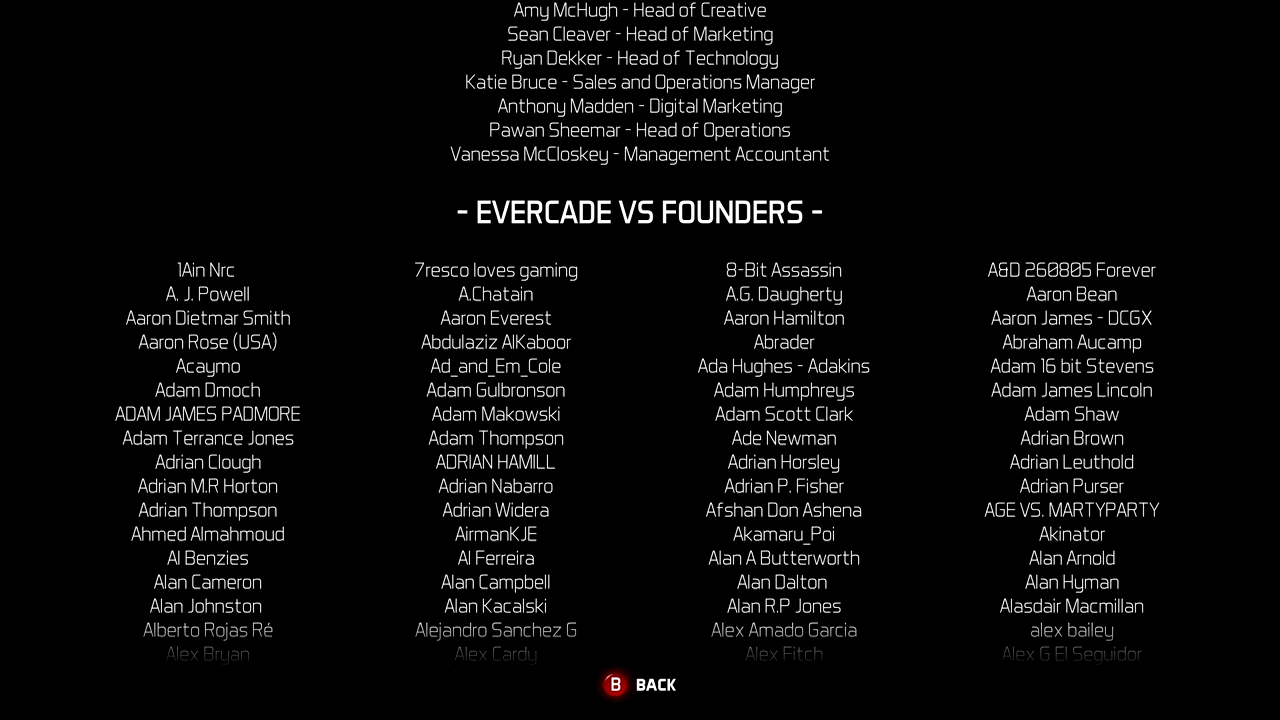 Amy McHugh - Head of Creative
Sean Cleaver - Head of Marketing
Ryan Dekker - Head of Technology
Katie Bruce - Sales and Operations Manager
Anthony Madden - Digital Marketing
Pawan Sheemar - Head of Operations
Vanessa McCloskey - Management Accountant
- EVERCADE VS FOUNDERS -
1Ain Nrc 7resco loves gaming 8-Bit Assassin A&D 260805 Forever
A. J. Powell A.Chatain A.G. Daugherty Aaron Bean
Aaron Dietmar Smith Aaron Everest Aaron Hamilton Aaron James - DCGX
Aaron Rose (USA) Abdulaziz AlKaboor Abrader Abraham Aucamp
Acaymo Ad_and_Em_Cole Ada Hughes - Adakins Adam 16 bit Stevens
Adam Dmoch Adam Gulbronson Adam Humphreys Adam James Lincoln
ADAM JAMES PADMORE Adam Makowski Adam Scott Clark Adam Shaw
Adam Terrance Jones Adam Thompson Ade Newman Adrian Brown
Adrian Clough ADRIAN HAMILL Adrian Horsley Adrian Leuthold
Adrian M.R Horton Adrian Nabarro Adrian P. Fisher Adrian Purser
Adrian Thompson Adrian Widera Afshan Don Ashena AGE VS. MARTYPARTY
Ahmed Almahmoud AirmanKJE Akamaru_Poi Akinator
Al Benzies Al Ferreira Alan A Butterworth Alan Arnold
Alan Cameron Alan Campbell Alan Dalton Alan Hyman
Alan Johnston Alan Kacalski Alan R.P Jones Alasdair Macmillan
Alberto Rojas Ré Alejandro Sanchez G Alex Amado Garcia alex bailey
Alex Bryan Alex Cardy Alex Fitch Alex G El Seguidor
B BACK